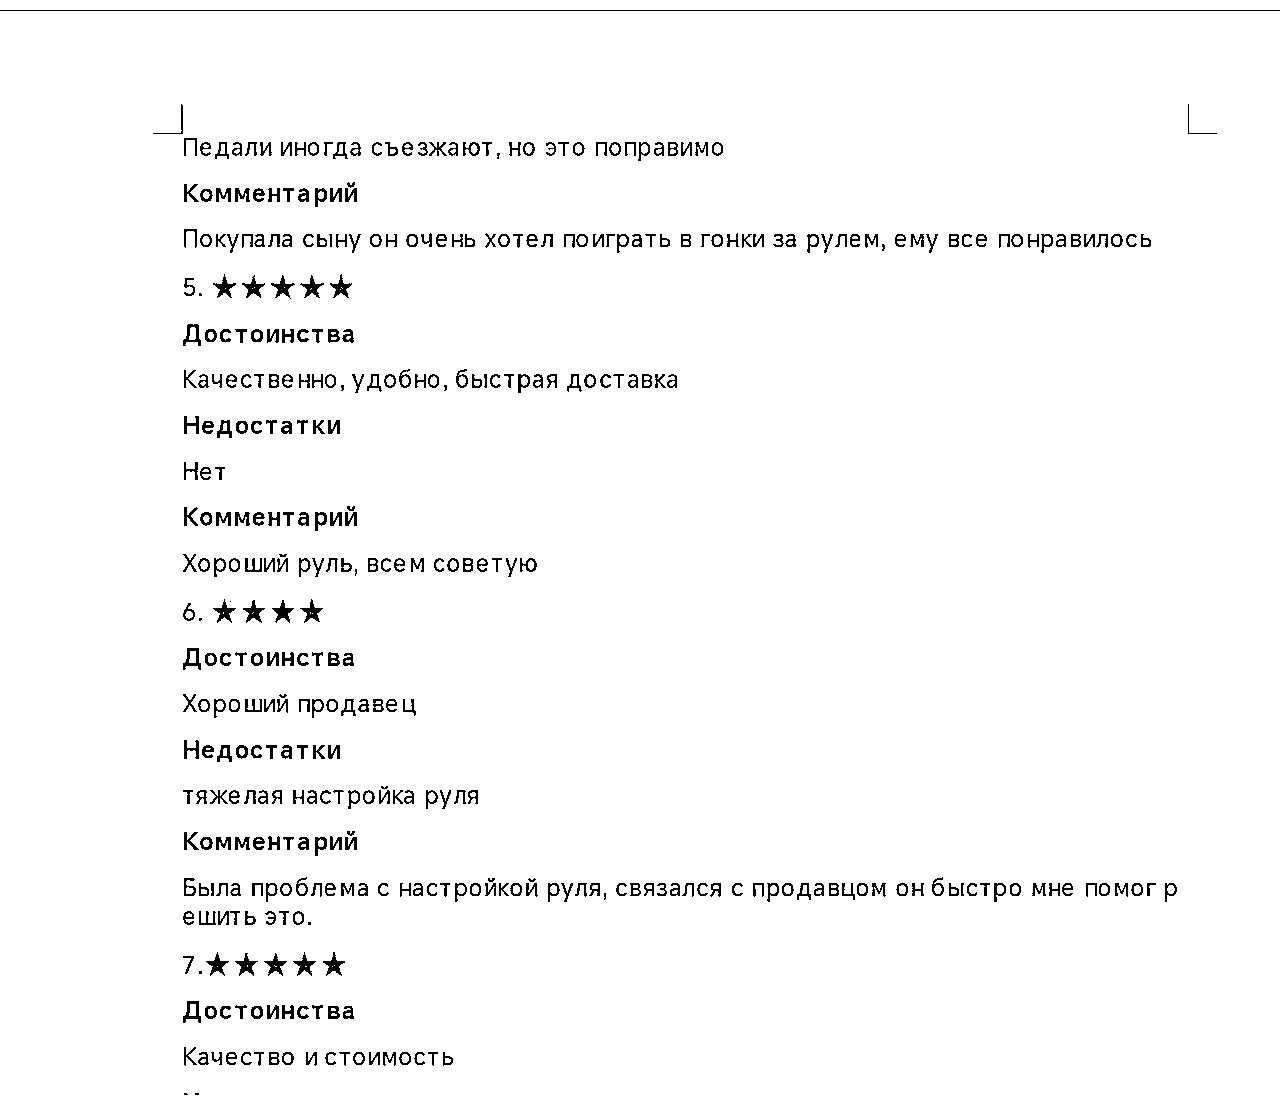 Педали иногда съезжают, но это поправимо
Комментарий
Покупала сыну он очень хотел поиграть в гонки за рулем, ему все понравилось
5. ★★★★★
Достоинства
Качественно, удобно, быстрая доставка
Недостатки
Нет
Комментарий
Хороший руль, всем советую
6. ★★★★
Достоинства
Хороший продавец
Недостатки
тяжелая настройка руля
Комментарий
Была проблема с настройкой руля, связался с продавцом он быстро мне помог р
ешить это.
7.★★★★★
Достоинства
Качество и стоимость